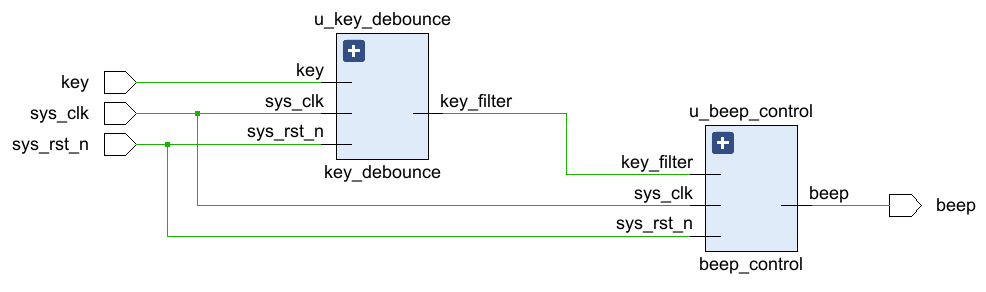 u_key_debounce
key
key
sys_clk
sys_clk
key_filter
sys_rst_n
sys_rst_n
key_debounce
u_beep_control
key_filter
sys_clk
beep
beep
sys_rst_n
beep_control